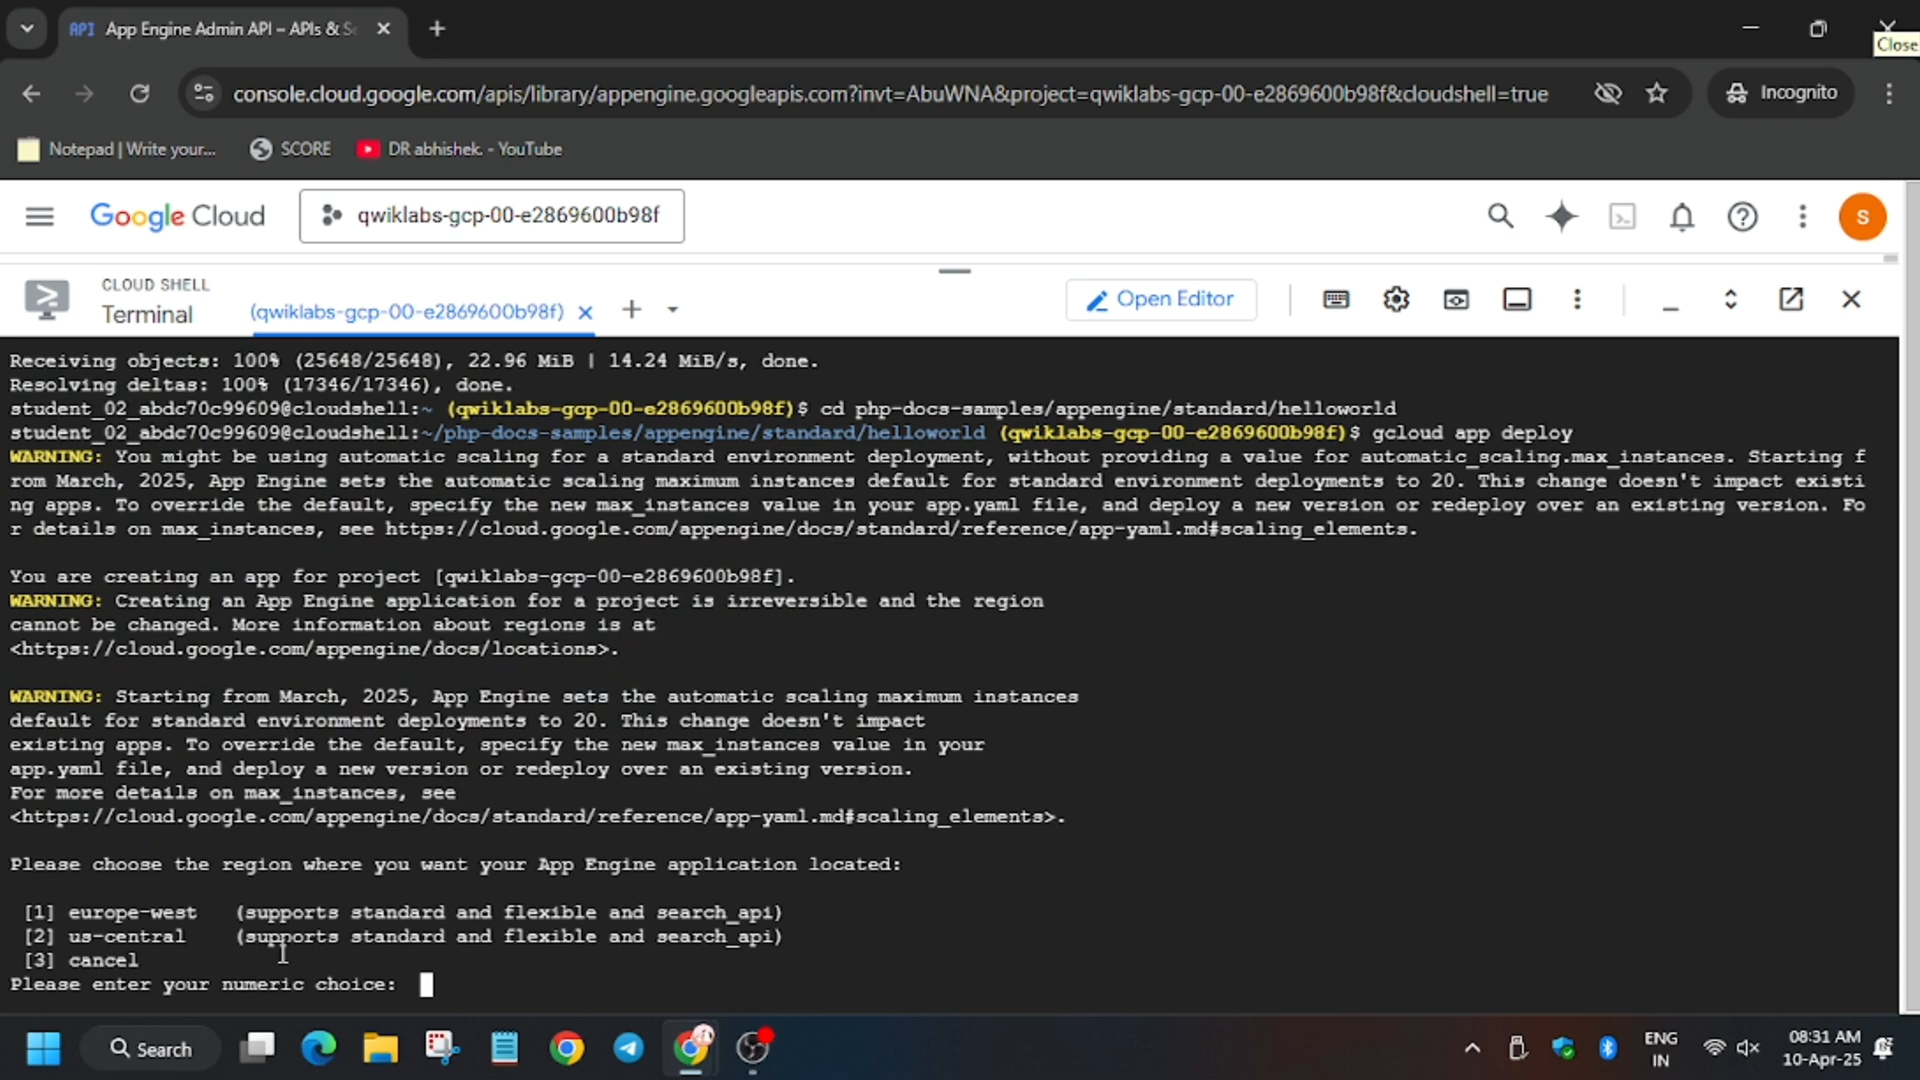 API App Engine Admin API – APIs & Se
Close
console.cloud.google.com/apis/library/appengine.googleapis.com?invt=AbuWNA&project=qwiklabs-gcp-00-e2869600b98f&cloudshell=true
Incognito
Notepad | Write your...
SCORE
DR abhishek. - YouTube
Google Cloud
qwiklabs-gcp-00-e2869600b98f
S
CLOUD SHELL
Terminal
(qwiklabs-gcp-00-e2869600b98f)
Open Editor
Receiving objects: 100% (25648/25648), 22.96 MiB | 14.24 MiB/s, done.
Resolving deltas: 100% (17346/17346), done.
student_02_abdc70c99609@cloudshell:~ (qwiklabs-gcp-00-e2869600b98f)$ cd php-docs-samples/appengine/standard/helloworld
student_02_abdc70c99609@cloudshell:~/php-docs-samples/appengine/standard/helloworld (qwiklabs-gcp-00-e2869600b98f)$ gcloud app deploy
WARNING: You might be using automatic scaling for a standard environment deployment, without providing a value for automatic_scaling.max_instances. Starting f
rom March, 2025, App Engine sets the automatic scaling maximum instances default for standard environment deployments to 20. This change doesn't impact existi
ng apps. To override the default, specify the new max_instances value in your app.yaml file, and deploy a new version or redeploy over an existing version. Fo
r details on max_instances, see https://cloud.google.com/appengine/docs/standard/reference/app-yaml.md#scaling_elements.
You are creating an app for project [qwiklabs-gcp-00-e2869600b98f].
WARNING: Creating an App Engine application for a project is irreversible and the region
cannot be changed. More information about regions is at
<https://cloud.google.com/appengine/docs/locations>.
WARNING: Starting from March, 2025, App Engine sets the automatic scaling maximum instances
default for standard environment deployments to 20. This change doesn't impact
existing apps. To override the default, specify the new max_instances value in your
app.yaml file, and deploy a new version or redeploy over an existing version.
For more details on max_instances, see
<https://cloud.google.com/appengine/docs/standard/reference/app-yaml.md#scaling_elements>.
Please choose the region where you want your App Engine application located:
[1] europe-west (supports standard and flexible and search_api)
[2] us-central (supports standard and flexible and search_api)
[3] cancel
Please enter your numeric choice:
Search
ENG
IN
08:31 AM
10-Apr-25